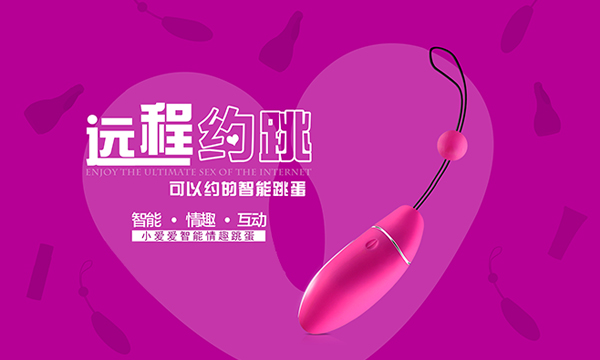 远程约跳
ENJOY THE ULTIMATE SEX OF THE INTERNET
可以约的智能跳蛋
智能 • 情趣 • 互动
小爱爱智能情趣跳蛋